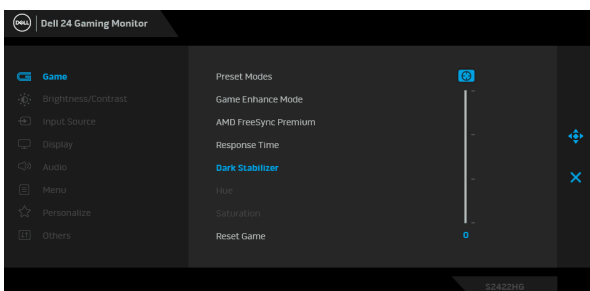 DELL
Dell 24 Gaming Monitor
Game
Brightness/Contrast
Input Source
Display
Audio
Menu
Personalize
Others
Preset Modes
Game Enhance Mode
AMD FreeSync Premium
Response Time
Dark Stabilizer
Hue
Saturation
Reset Game
0
S2422HG